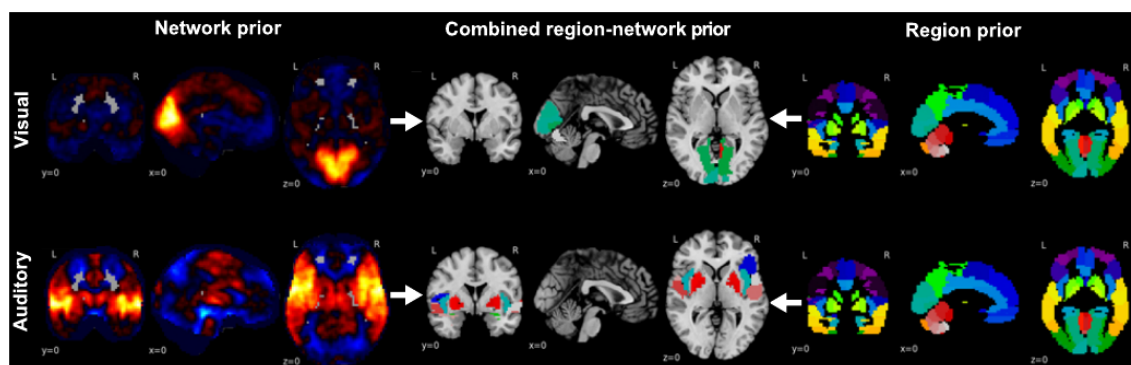 Network prior
Combined region-network prior
Region prior
Visual
L R
y=0
x=0
L R
z=0
L R
y=0
x=0
L R
z=0
L R
y=0
x=0
L R
z=0
Auditory
L R
y=0
x=0
L R
z=0
L R
y=0
x=0
L R
z=0
L R
y=0
x=0
L R
z=0